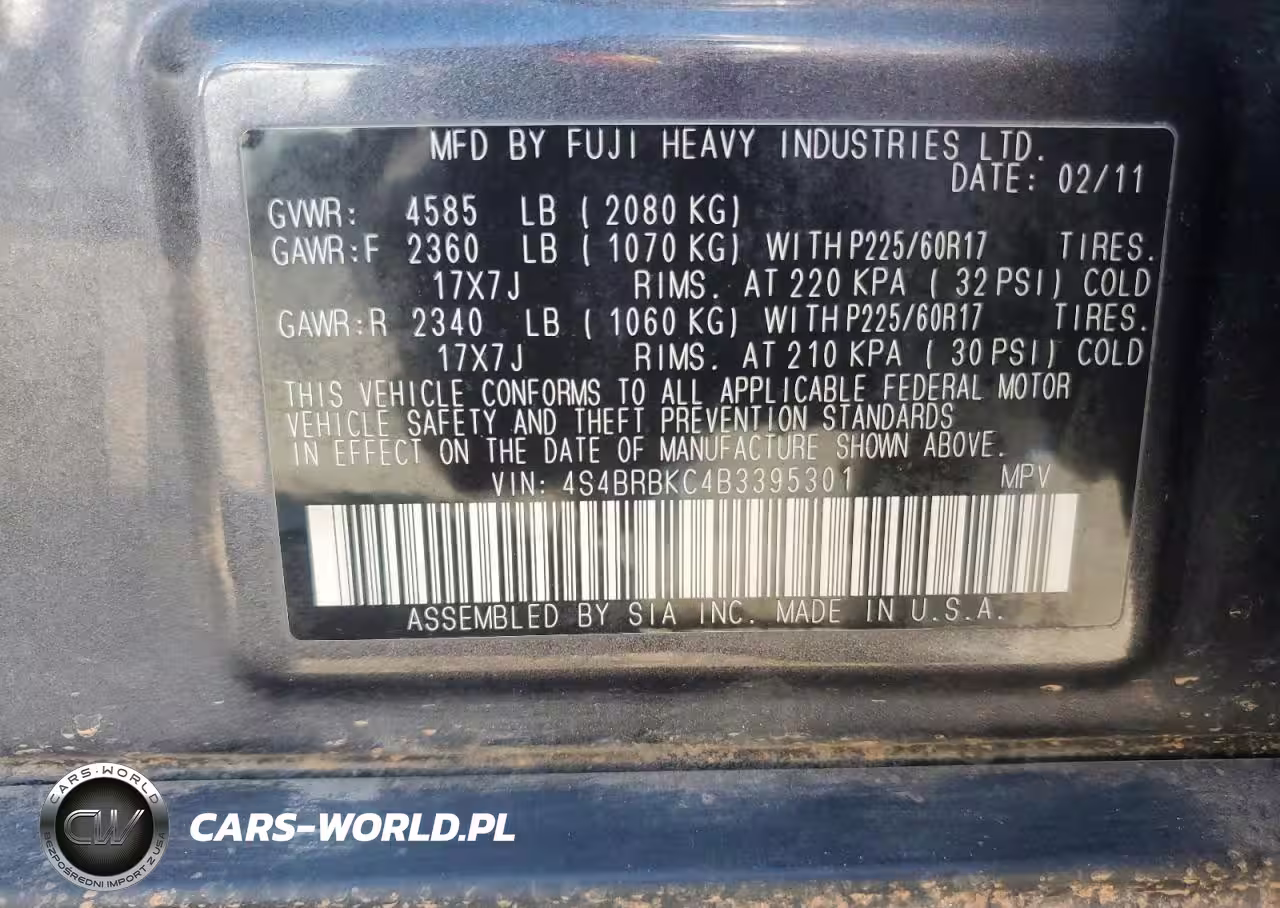 MFD BY FUJI HEAVY INDUSTRIES LTD.
DATE: 02/11
GVWR: 4585 LB (2080 KG)
GAWR:F 2360 LB (1070 KG) WITH P225/60R17 TIRES.
17X7J RIMS. AT 220 KPA (32 PSI) COLD
GAWR:R 2340 LB (1060 KG) WITH P225/60R17 TIRES.
17X7J RIMS. AT 210 KPA (30 PSI) COLD
THIS VEHICLE CONFORMS TO ALL APPLICABLE FEDERAL MOTOR
VEHICLE SAFETY AND THEFT PREVENTION STANDARDS
IN EFFECT ON THE DATE OF MANUFACTURE SHOWN ABOVE.
VIN: 4S4BRBKC4B3395301 MPV
ASSEMBLED BY SIA INC. MADE IN U.S.A.
CARS-WORLD
CW
BEZPOŚREDNI IMPORT Z USA
CARS-WORLD.PL